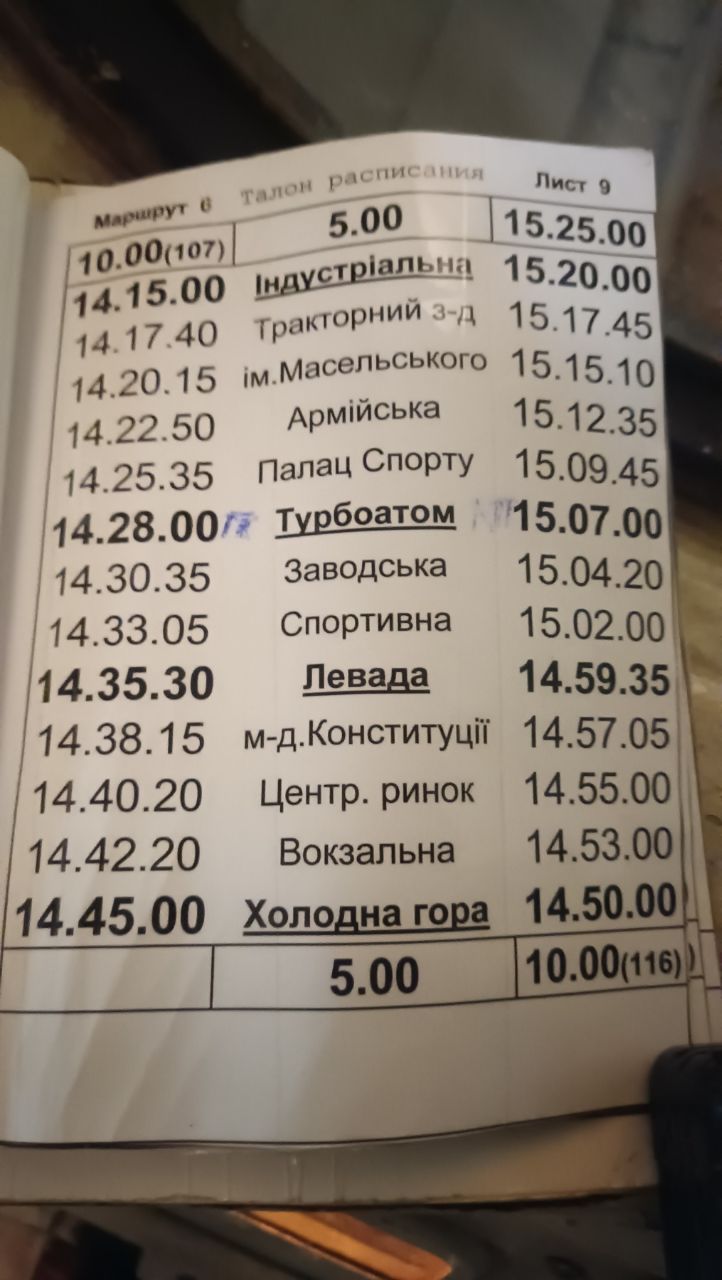 Маршрут 6 Талон расписания Лист 9
10.00(107) 5.00 15.25.00
14.15.00 Індустріальна 15.20.00
14.17.40 Тракторний з-д 15.17.45
14.20.15 ім.Масельського 15.15.10
14.22.50 Армійська 15.12.35
14.25.35 Палац Спорту 15.09.45
14.28.00 Турбоатом 15.07.00
14.30.35 Заводська 15.04.20
14.33.05 Спортивна 15.02.00
14.35.30 Левада 14.59.35
14.38.15 м-д.Конституції 14.57.05
14.40.20 Центр. ринок 14.55.00
14.42.20 Вокзальна 14.53.00
14.45.00 Холодна гора 14.50.00
5.00 10.00(116)